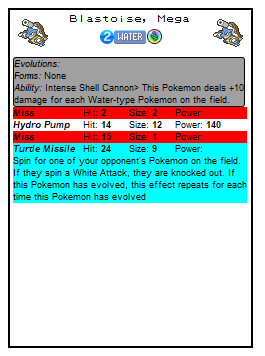 Blastoise, Mega
2 WATER
Evolutions:
Forms: None
Ability: Intense Shell Cannon> This Pokemon deals +10
damage for each Water-type Pokemon on the field.
Miss Hit: 2 Size: 2 Power:
Hydro Pump Hit: 14 Size: 12 Power: 140
Miss Hit: 15 Size: 1 Power:
Turtle Missile Hit: 24 Size: 9 Power:
Spin for one of your opponent's Pokemon on the field.
If they spin a White Attack, they are knocked out. If
this Pokemon has evolved, this effect repeats for each
time this Pokemon has evolved